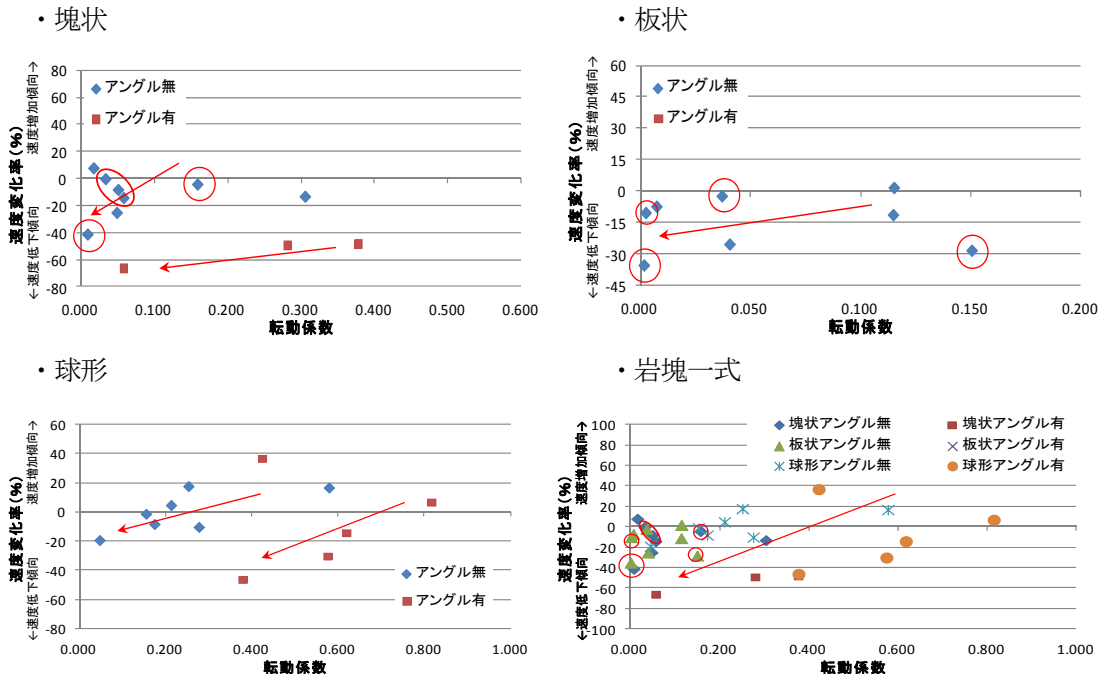 ・塊状
速度変化率(%)
←速度低下傾向
速度増加傾向→
80
60
40
20
0
-20
-40
-60
-80
アングル無
アングル有
0.000
0.100
0.200
0.300
0.400
0.500
0.600
転動係数
・板状
速度変化率(%)
←速度低下傾向
速度増加傾向→
60
45
30
15
0
-15
-30
-45
アングル無
アングル有
0.000
0.050
0.100
0.150
0.200
転動係数
・球形
速度変化率(%)
←速度低下傾向
速度増加傾向→
60
40
20
0
-20
-40
-60
-80
アングル無
アングル有
0.000
0.200
0.400
0.600
0.800
1.000
転動係数
・岩塊一式
速度変化率(%)
←速度低下傾向
速度増加傾向→
100
80
60
40
20
0
-20
-40
-60
-80
-100
塊状アングル無
塊状アングル有
板状アングル無
板状アングル有
球形アングル無
球形アングル有
0.000
0.200
0.400
0.600
0.800
1.000
転動係数